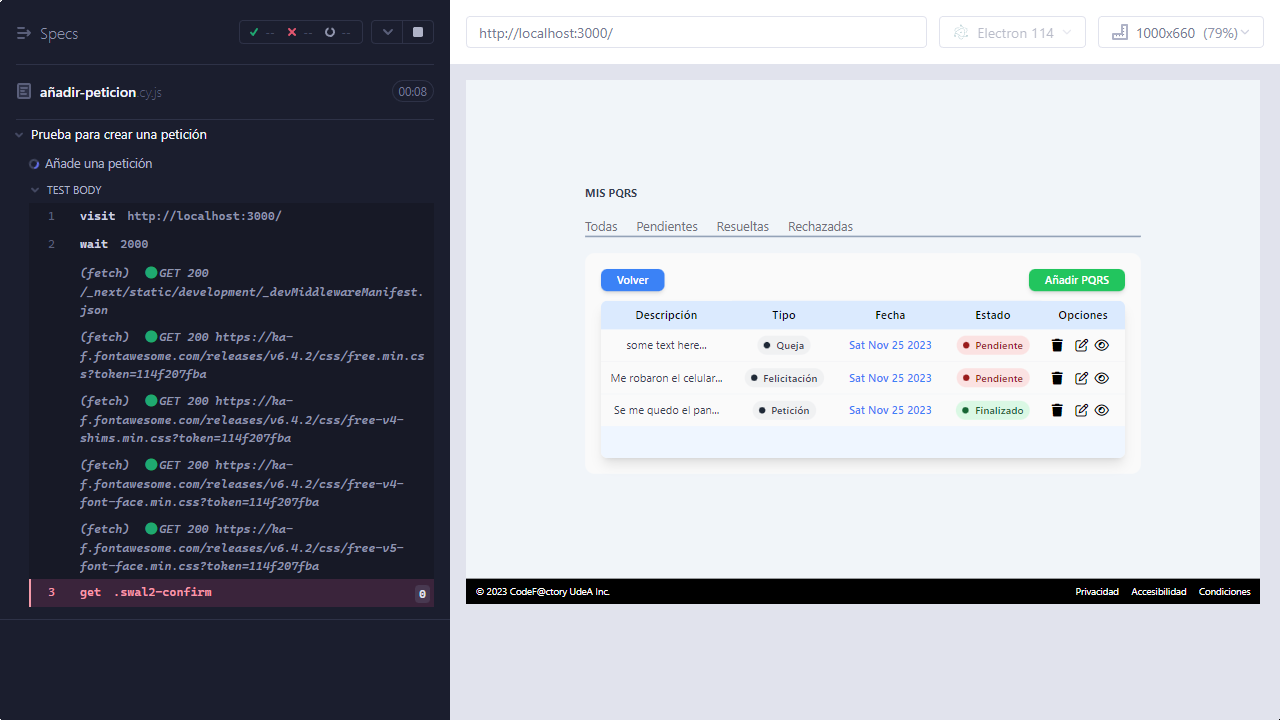 Specs
-- -- --
añadir-peticion.cy.js 00:08
Prueba para crear una petición
Añade una petición
TEST BODY
1 visit http://localhost:3000/
2 wait 2000
(fetch) GET 200
/_next/static/development/_devMiddlewareManifest.
json
(fetch) GET 200 https://ka-
f.fontawesome.com/releases/v6.4.2/css/free.min.cs
s?token=114f207fba
(fetch) GET 200 https://ka-
f.fontawesome.com/releases/v6.4.2/css/free-v4-
shims.min.css?token=114f207fba
(fetch) GET 200 https://ka-
f.fontawesome.com/releases/v6.4.2/css/free-v4-
font-face.min.css?token=114f207fba
(fetch) GET 200 https://ka-
f.fontawesome.com/releases/v6.4.2/css/free-v5-
font-face.min.css?token=114f207fba
3 get .swal2-confirm 0
http://localhost:3000/
Electron 114
1000x660 (79%)
MIS PQRS
Todas Pendientes Resueltas Rechazadas
Volver Añadir PQRS
Descripción Tipo Fecha Estado Opciones
some text here... Queja Sat Nov 25 2023 Pendiente
Me robaron el celular... Felicitación Sat Nov 25 2023 Pendiente
Se me quedo el pan... Petición Sat Nov 25 2023 Finalizado
© 2023 CodeF@ctory UdeA Inc. Privacidad Accesibilidad Condiciones